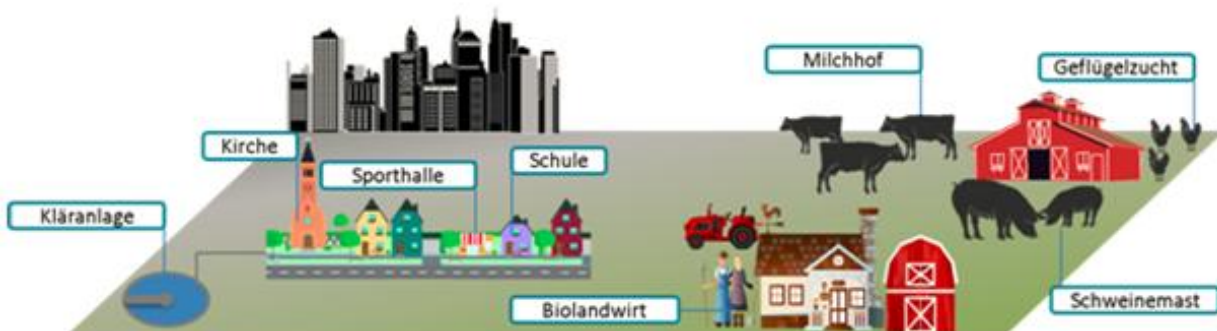 Milchhof
Geflügelzucht
Kirche
Schule
Sporthalle
Kläranlage
Biolandwirt
Schweinemast